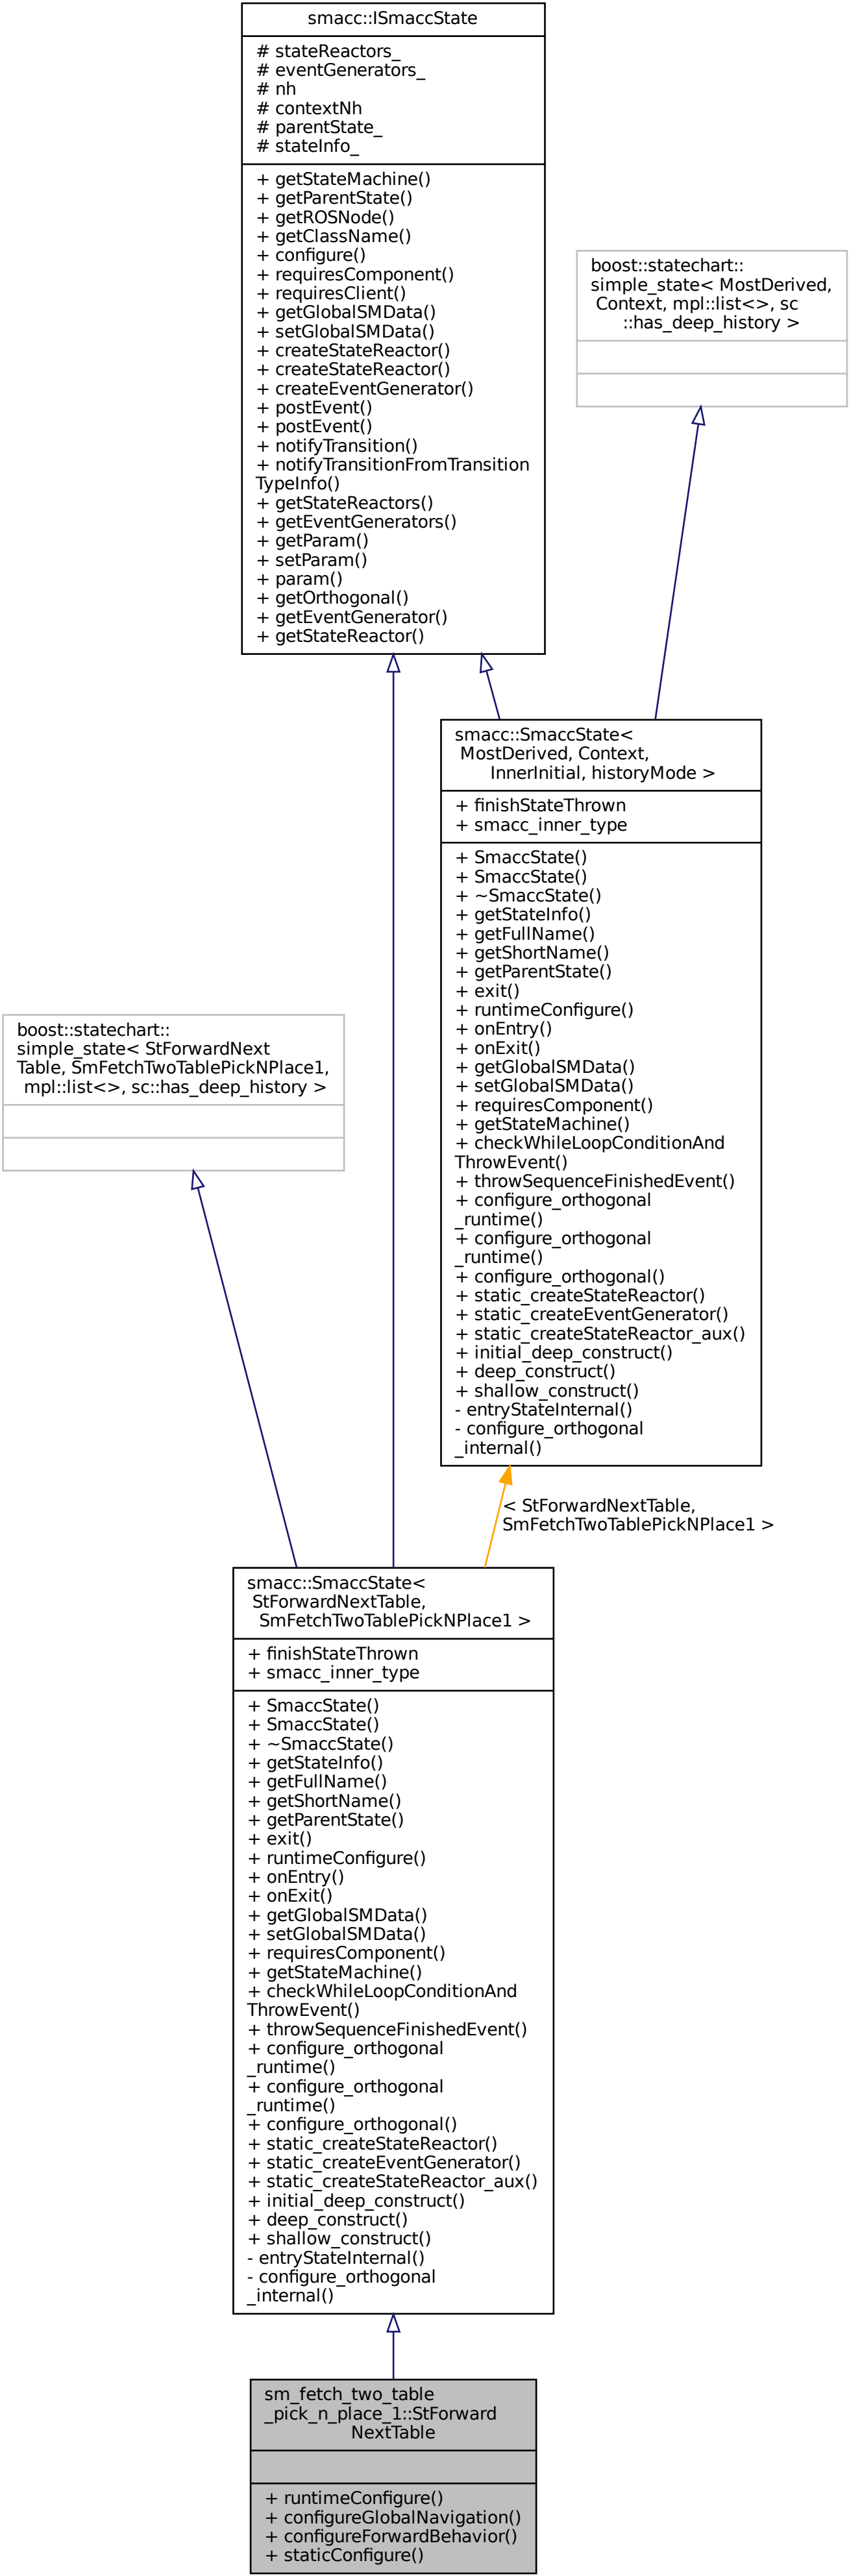 smacc::ISmaccState
# stateReactors_
# eventGenerators_
# nh
# contextNh
# parentState_
# stateInfo_
+ getStateMachine()
+ getParentState()
+ getROSNode()
+ getClassName()
+ configure()
+ requiresComponent()
+ requiresClient()
+ getGlobalSMData()
+ setGlobalSMData()
+ createStateReactor()
+ createStateReactor()
+ createEventGenerator()
+ postEvent()
+ postEvent()
+ notifyTransition()
+ notifyTransitionFromTransition
TypeInfo()
+ getStateReactors()
+ getEventGenerators()
+ getParam()
+ setParam()
+ param()
+ getOrthogonal()
+ getEventGenerator()
+ getStateReactor()
boost::statechart::
simple_state< MostDerived,
Context, mpl::list<>, sc
::has_deep_history >
smacc::SmaccState<
MostDerived, Context,
InnerInitial, historyMode >
+ finishStateThrown
+ smacc_inner_type
+ SmaccState()
+ SmaccState()
+ ~SmaccState()
+ getStateInfo()
+ getFullName()
+ getShortName()
+ getParentState()
+ exit()
+ runtimeConfigure()
+ onEntry()
+ onExit()
+ getGlobalSMData()
+ setGlobalSMData()
+ requiresComponent()
+ getStateMachine()
+ checkWhileLoopConditionAnd
ThrowEvent()
+ throwSequenceFinishedEvent()
+ configure_orthogonal
_runtime()
+ configure_orthogonal
_runtime()
+ configure_orthogonal()
+ static_createStateReactor()
+ static_createEventGenerator()
+ static_createStateReactor_aux()
+ initial_deep_construct()
+ deep_construct()
+ shallow_construct()
- entryStateInternal()
- configure_orthogonal
_internal()
boost::statechart::
simple_state< StForwardNext
Table, SmFetchTwoTablePickNPlace1,
mpl::list<>, sc::has_deep_history >
< StForwardNextTable,
SmFetchTwoTablePickNPlace1 >
smacc::SmaccState<
StForwardNextTable,
SmFetchTwoTablePickNPlace1 >
+ finishStateThrown
+ smacc_inner_type
+ SmaccState()
+ SmaccState()
+ ~SmaccState()
+ getStateInfo()
+ getFullName()
+ getShortName()
+ getParentState()
+ exit()
+ runtimeConfigure()
+ onEntry()
+ onExit()
+ getGlobalSMData()
+ setGlobalSMData()
+ requiresComponent()
+ getStateMachine()
+ checkWhileLoopConditionAnd
ThrowEvent()
+ throwSequenceFinishedEvent()
+ configure_orthogonal
_runtime()
+ configure_orthogonal
_runtime()
+ configure_orthogonal()
+ static_createStateReactor()
+ static_createEventGenerator()
+ static_createStateReactor_aux()
+ initial_deep_construct()
+ deep_construct()
+ shallow_construct()
- entryStateInternal()
- configure_orthogonal
_internal()
sm_fetch_two_table
_pick_n_place_1::StForward
NextTable
+ runtimeConfigure()
+ configureGlobalNavigation()
+ configureForwardBehavior()
+ staticConfigure()